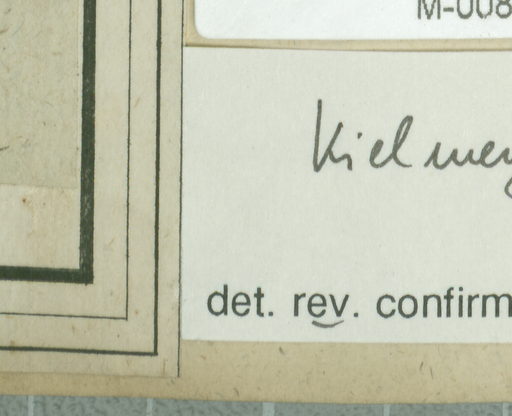 M-008
Kielmey
det. rev. confirm